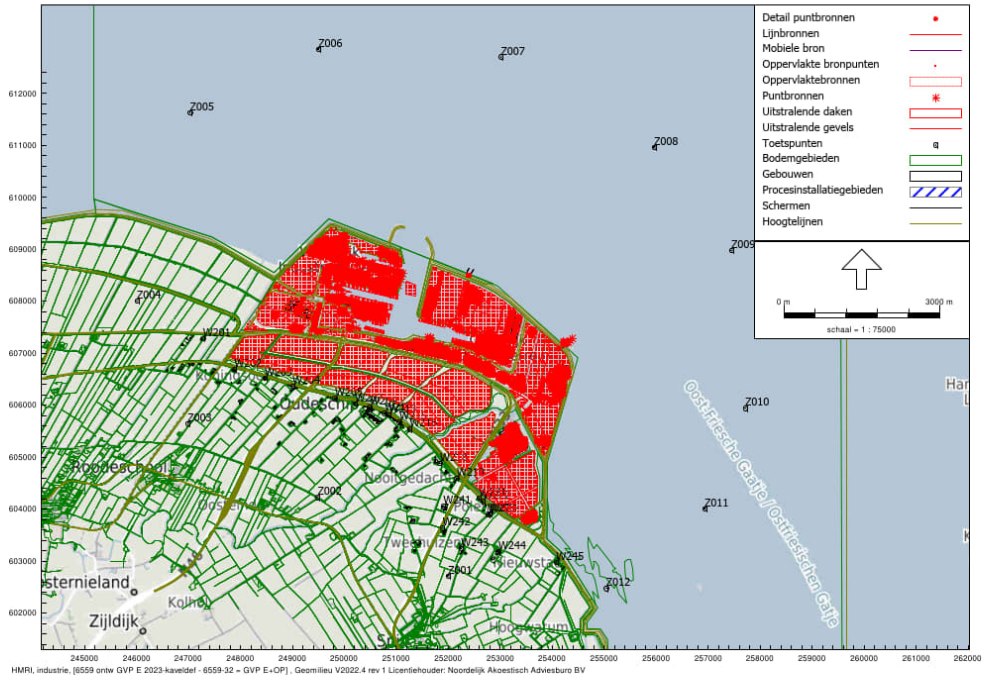 Z006
Z007
Z005
Z008
Z009
Z004
W201
Z003
Z010
Oudeschi
Roodeschool
Nooitgedach
Z002
Z011
Oost-Friesche Gaatje / Ostfriesischen Gatje
W241
W242
Tweehuizen
W243
W244
Nieuwstad
W245
Z001
Z012
sternieland
Kolhol
Zijldijk
Hoogwatum
612000
611000
610000
609000
608000
607000
606000
605000
604000
603000
602000
245000
246000
247000
248000
249000
250000
251000
252000
253000
254000
255000
256000
257000
258000
259000
260000
261000
262000
Detail puntbronnen
Lijnbronnen
Mobiele bron
Oppervlakte bronpunten
Oppervlaktebronnen
Puntbronnen
Uitstralende daken
Uitstralende gevels
Toetspunten
Bodemgebieden
Gebouwen
Procesinstallatiegebieden
Schermen
Hoogtelijnen
0 m
3000 m
schaal = 1 : 75000
HMRI, industrie, [6559 ontw GVP E 2023-kaveldef - 6559-32 = GVP E+OP] , Geomilieu V2022.4 rev 1 Licentiehouder: Noordelijk Akoestisch Adviesburo BV